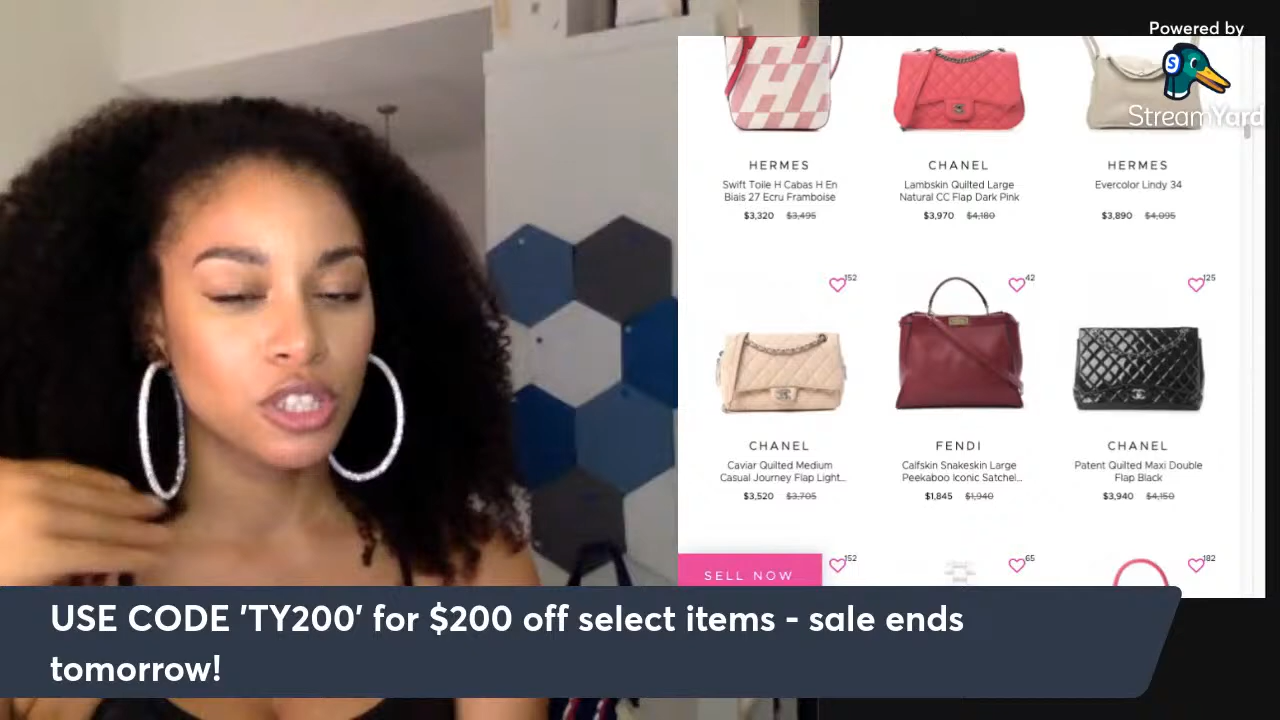 Powered by
S
StreamYard
HERMES
Swift Toile H Cabas H En
Biais 27 Ecru Framboise
$3,320 $3,495
CHANEL
Lambskin Quilted Large
Natural CC Flap Dark Pink
$3,970 $4,180
HERMES
Evercolor Lindy 34
$3,890 $4,095
152
42
125
CHANEL
Caviar Quilted Medium
Casual Journey Flap Light...
$3,520 $3,705
FENDI
Calfskin Snakeskin Large
Peekaboo Iconic Satchel...
$1,845 $1,940
CHANEL
Patent Quilted Maxi Double
Flap Black
$3,940 $4,150
152
65
182
SELL NOW
USE CODE 'TY200' for $200 off select items - sale ends
tomorrow!